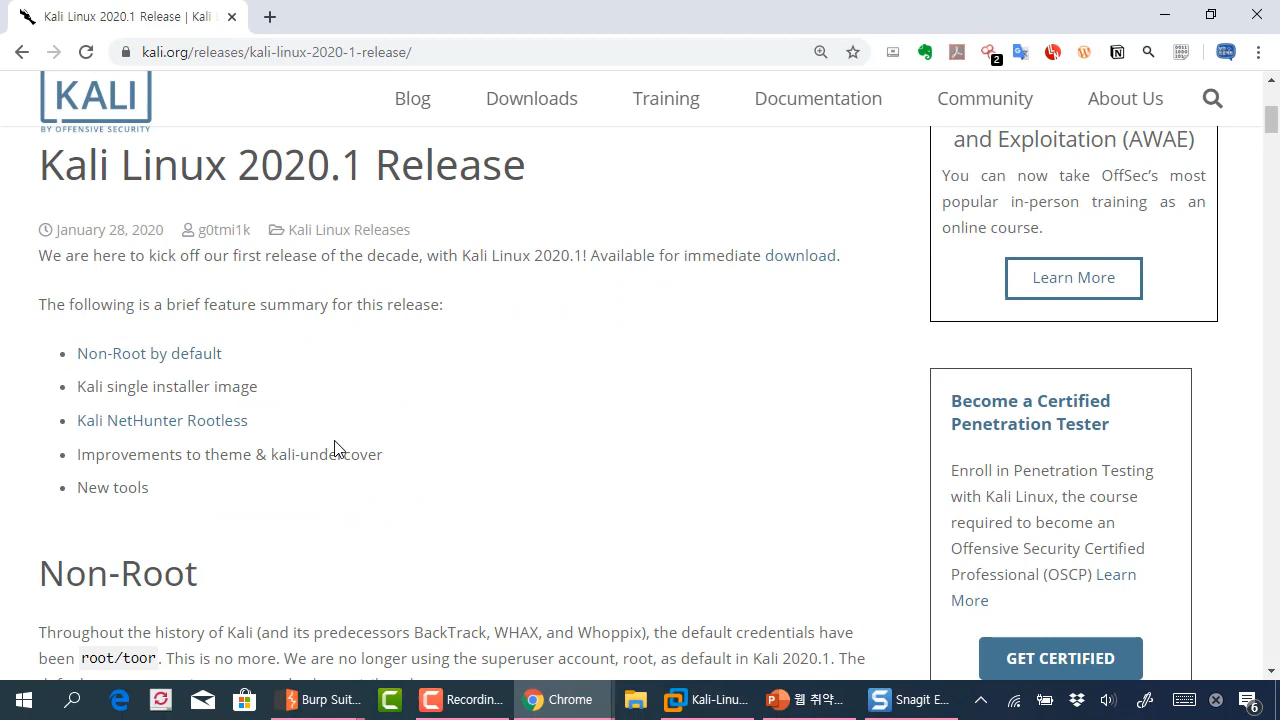 Kali Linux 2020.1 Release | Kali
kali.org/releases/kali-linux-2020-1-release/
2
KALI
BY OFFENSIVE SECURITY
Blog
Downloads
Training
Documentation
Community
About Us
Kali Linux 2020.1 Release
January 28, 2020
g0tmi1k
Kali Linux Releases
We are here to kick off our first release of the decade, with Kali Linux 2020.1! Available for immediate download.
The following is a brief feature summary for this release:
• Non-Root by default
• Kali single installer image
• Kali NetHunter Rootless
• Improvements to theme & kali-undercover
• New tools
Non-Root
Throughout the history of Kali (and its predecessors BackTrack, WHAX, and Whoppix), the default credentials have
been root/toor. This is no more. We are no longer using the superuser account, root, as default in Kali 2020.1. The
and Exploitation (AWAE)
You can now take OffSec’s most
popular in-person training as an
online course.
Learn More
Become a Certified
Penetration Tester
Enroll in Penetration Testing
with Kali Linux, the course
required to become an
Offensive Security Certified
Professional (OSCP) Learn
More
GET CERTIFIED
Burp Suit...
Recordin...
Chrome
Kali-Linu...
웹 취약...
Snagit E...
6